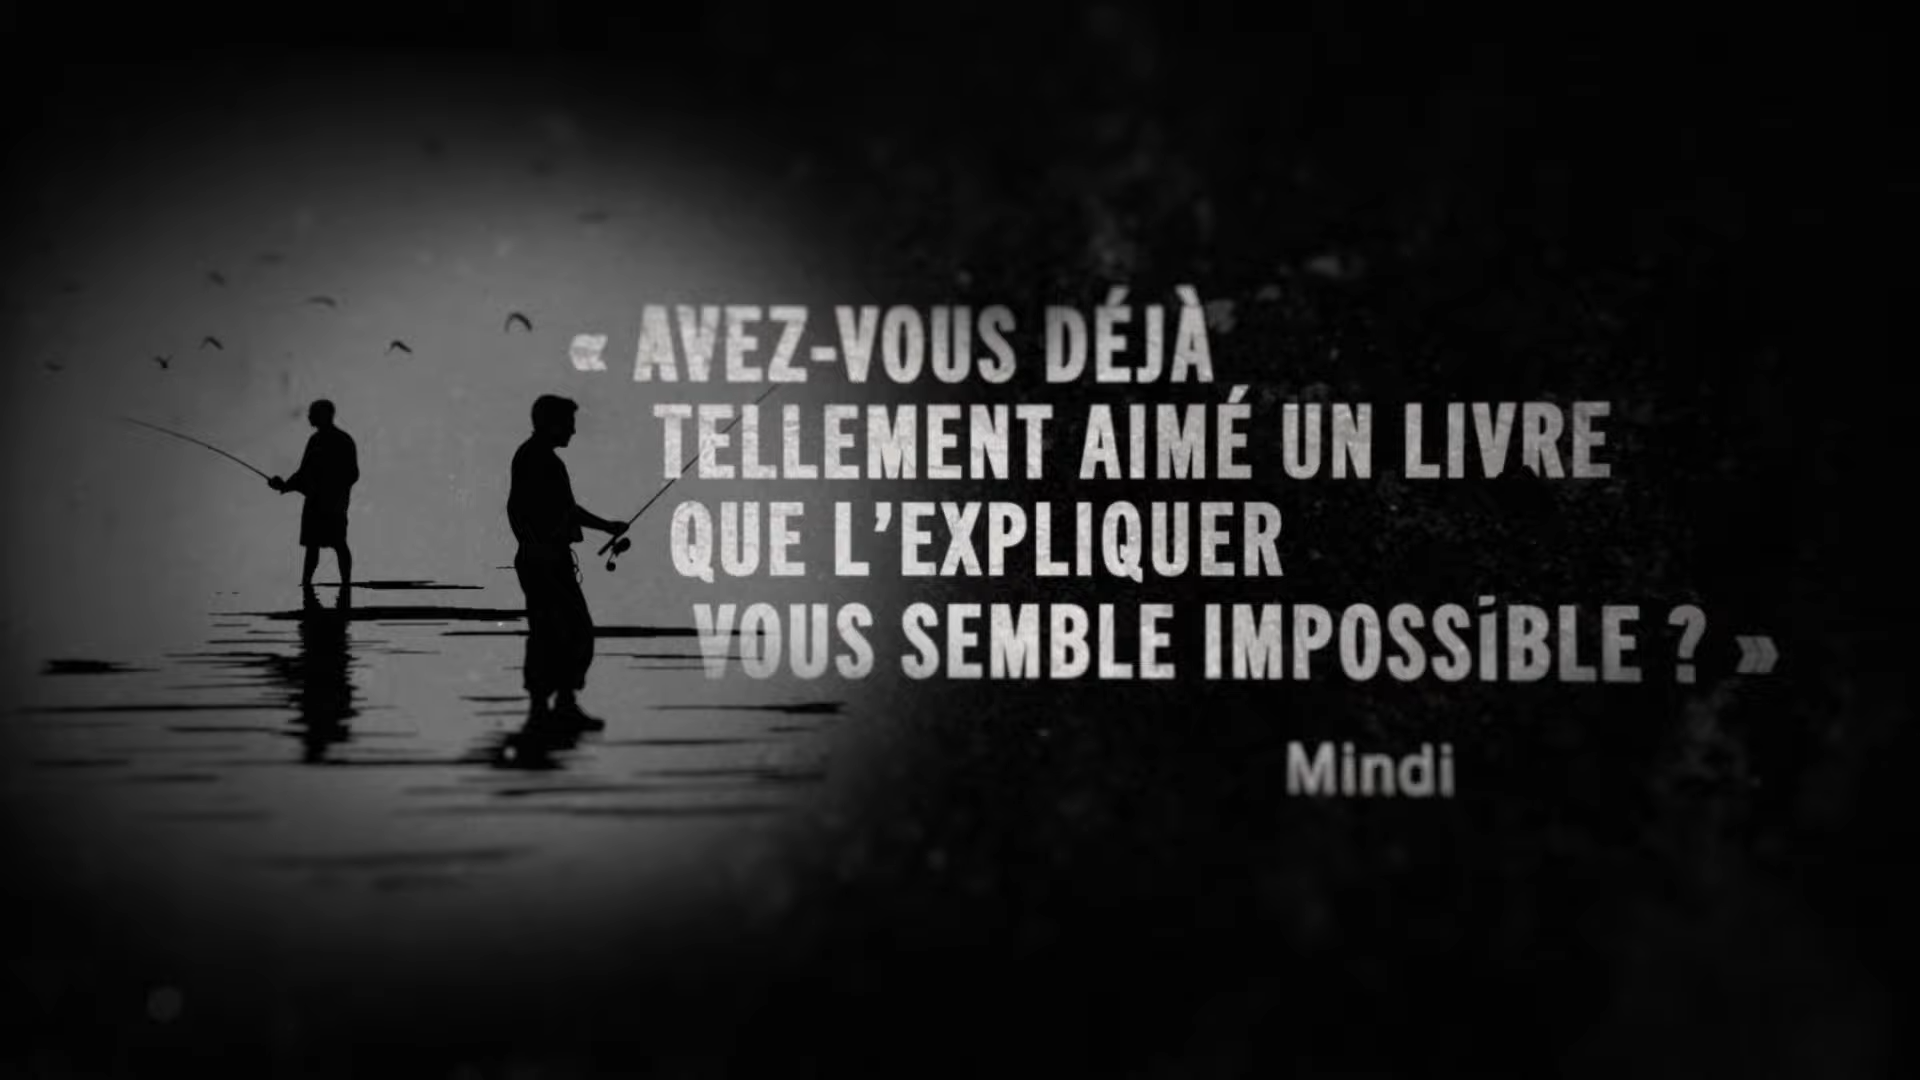 « AVEZ-VOUS DÉJÀ
TELLEMENT AIMÉ UN LIVRE
QUE L'EXPLIQUER
VOUS SEMBLE IMPOSSIBLE ? »
Mindi